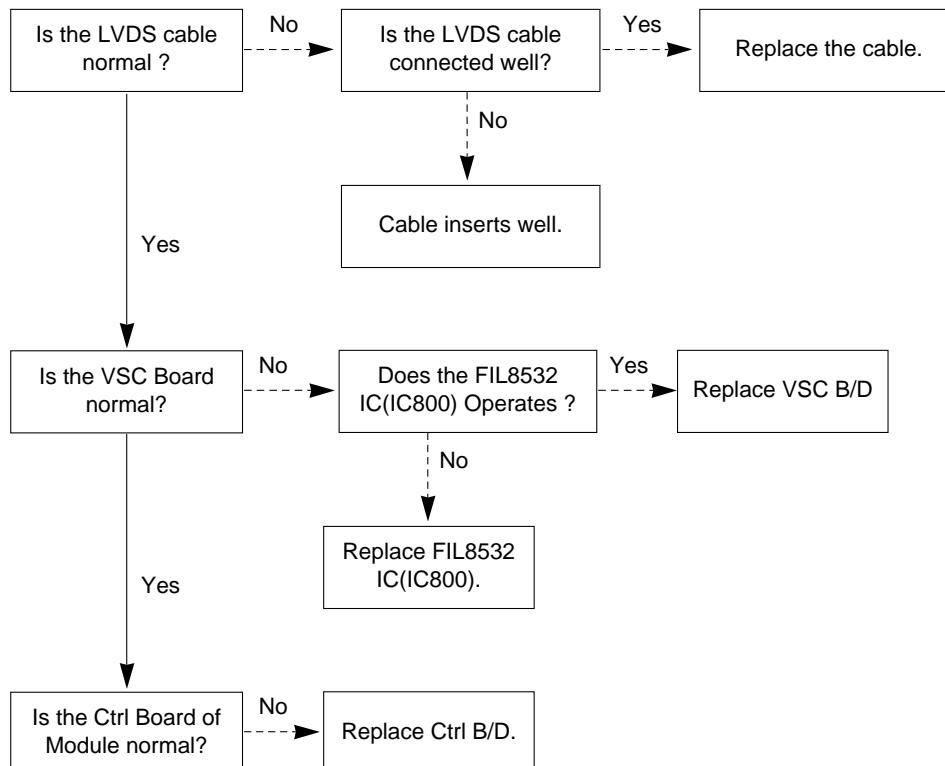 Is the LVDS cable
normal ?
No
Is the LVDS cable
connected well?
Yes
Replace the cable.
No
Cable inserts well.
Yes
Is the VSC Board
normal?
No
Does the FIL8532
IC(IC800) Operates ?
Yes
Replace VSC B/D
No
Replace FIL8532
IC(IC800).
Yes
Is the Ctrl Board of
Module normal?
No
Replace Ctrl B/D.